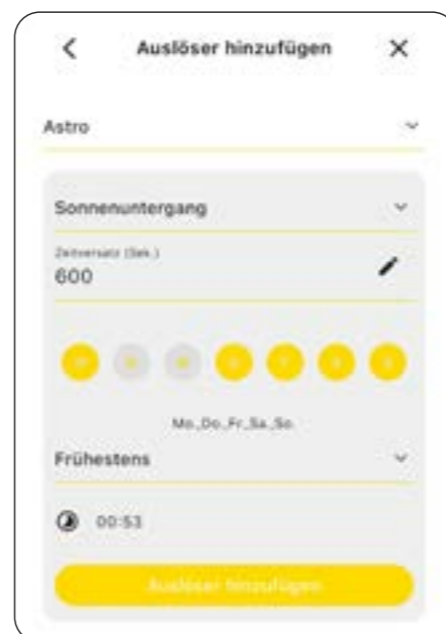 Auslöser hinzufügen
Astro
Sonnenuntergang
Zeitversatz (Sek.)
600
Mo.,Do.,Fr.,Sa.,So.
Frühestens
00:53
Auslöser hinzufügen